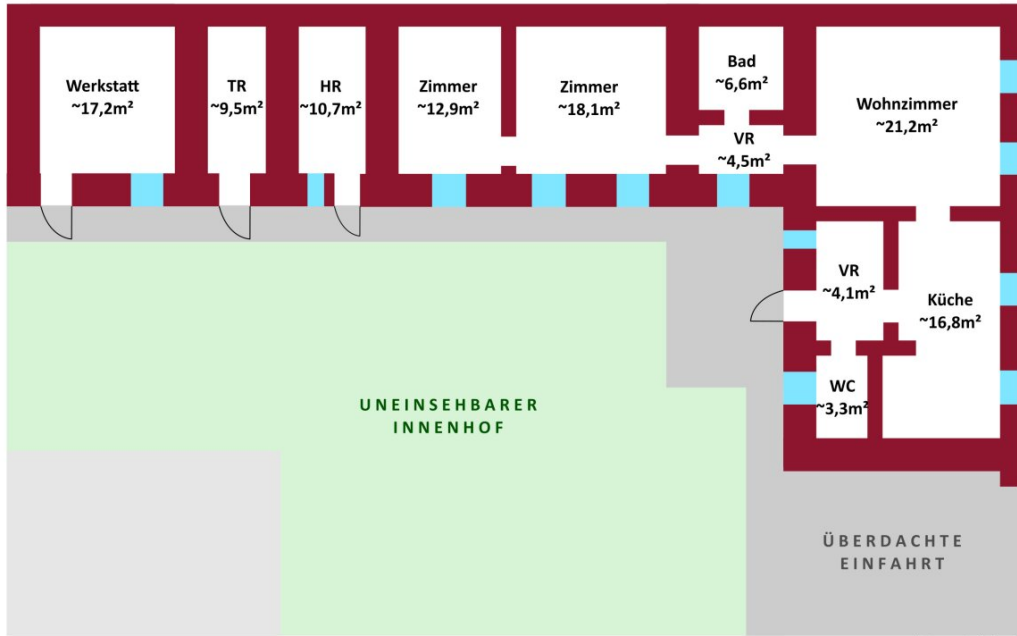 Werkstatt
~17,2m²
TR
~9,5m²
HR
~10,7m²
Zimmer
~12,9m²
Zimmer
~18,1m²
Bad
~6,6m²
VR
~4,5m²
Wohnzimmer
~21,2m²
VR
~4,1m²
Küche
~16,8m²
WC
~3,3m²
UNEINSEHBARER
INNENHOF
ÜBERDACHTE
EINFAHRT